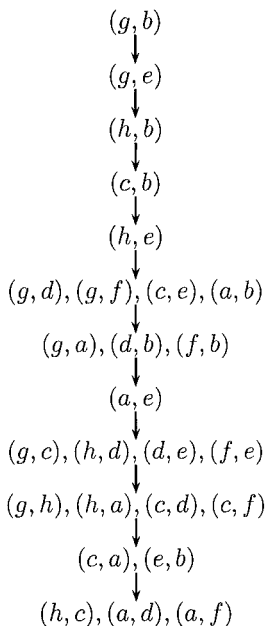 (g, b)
(g, e)
(h, b)
(c, b)
(h, e)
(g, d), (g, f), (c, e), (a, b)
(g, a), (d, b), (f, b)
(a, e)
(g, c), (h, d), (d, e), (f, e)
(g, h), (h, a), (c, d), (c, f)
(c, a), (e, b)
(h, c), (a, d), (a, f)